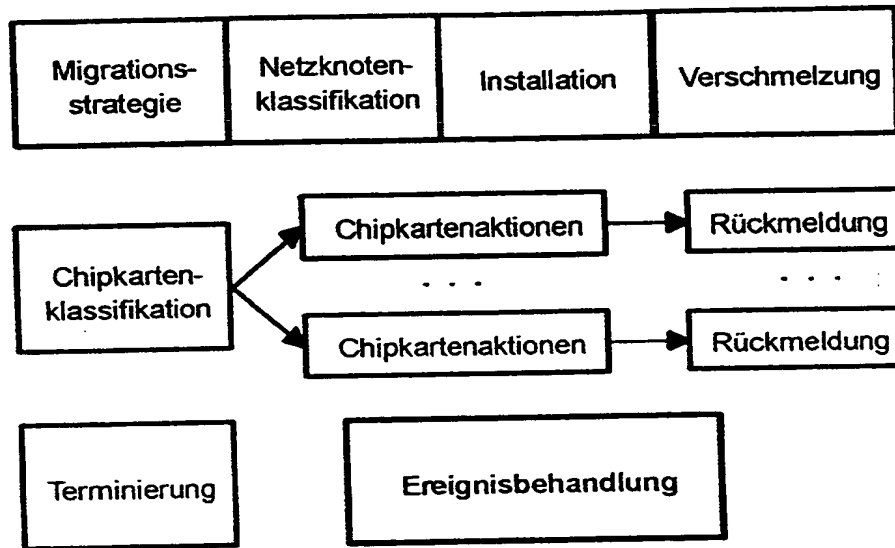 Migrations-
strategie
Netzknoten-
klassifikation
Installation
Verschmelzung
Chipkarten-
klassifikation
Chipkartenaktionen
Rückmeldung
. . .
. . .
Chipkartenaktionen
Rückmeldung
Terminierung
Ereignisbehandlung